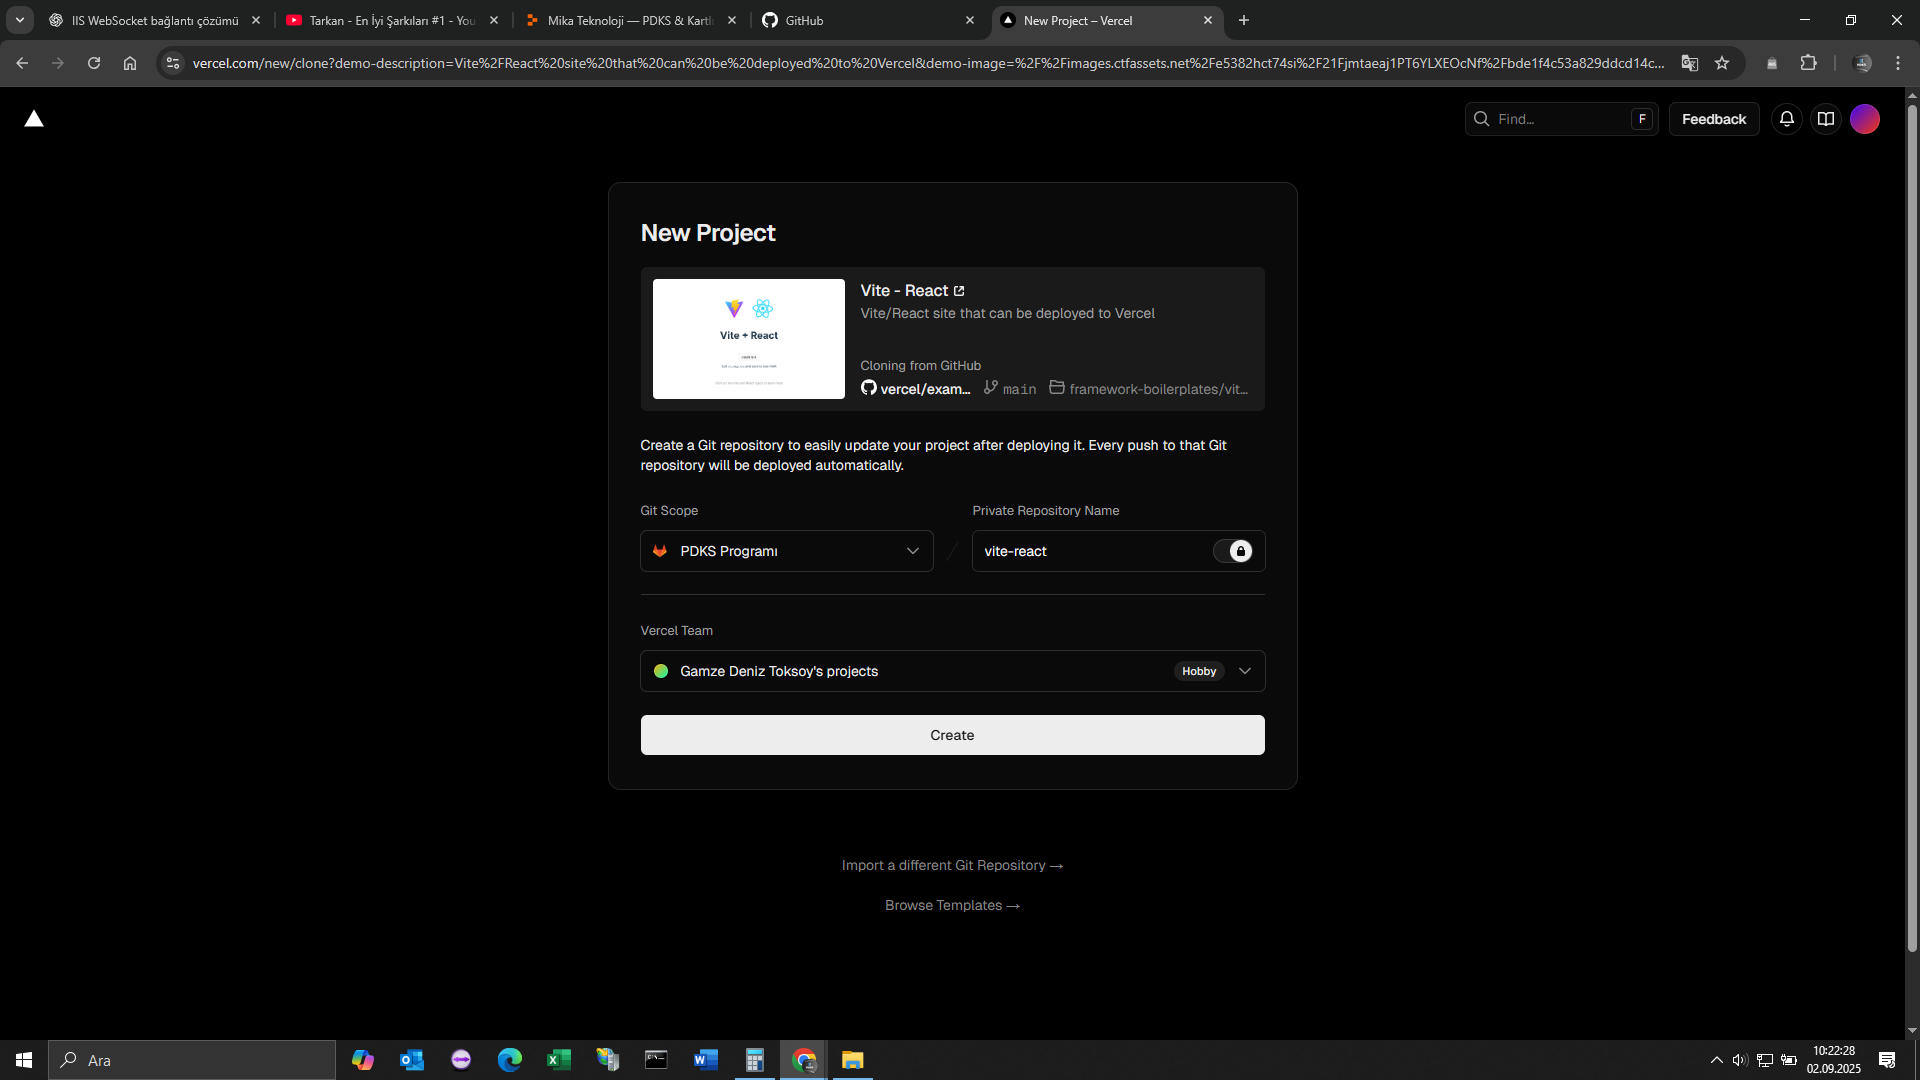 IIS WebSocket bağlantı çözümü
Tarkan - En İyi Şarkıları #1 - You
Mika Teknoloji — PDKS & Kartlı
GitHub
New Project – Vercel
vercel.com/new/clone?demo-description=Vite%2FReact%20site%20that%20can%20be%20deployed%20to%20Vercel&demo-image=%2F%2Fimages.ctfassets.net%2Fe5382hct74si%2F21Fjmtaeaj1PT6YLXEOcNf%2Fbde1f4c53a829ddcd14c...
Find...
F
Feedback
New Project
Vite + React
Vite - React
Vite/React site that can be deployed to Vercel
Cloning from GitHub
vercel/exam...
main
framework-boilerplates/vit...
Create a Git repository to easily update your project after deploying it. Every push to that Git
repository will be deployed automatically.
Git Scope
Private Repository Name
PDKS Programı
vite-react
Vercel Team
Gamze Deniz Toksoy's projects
Hobby
Create
Import a different Git Repository →
Browse Templates →
Ara
10:22:28
02.09.2025